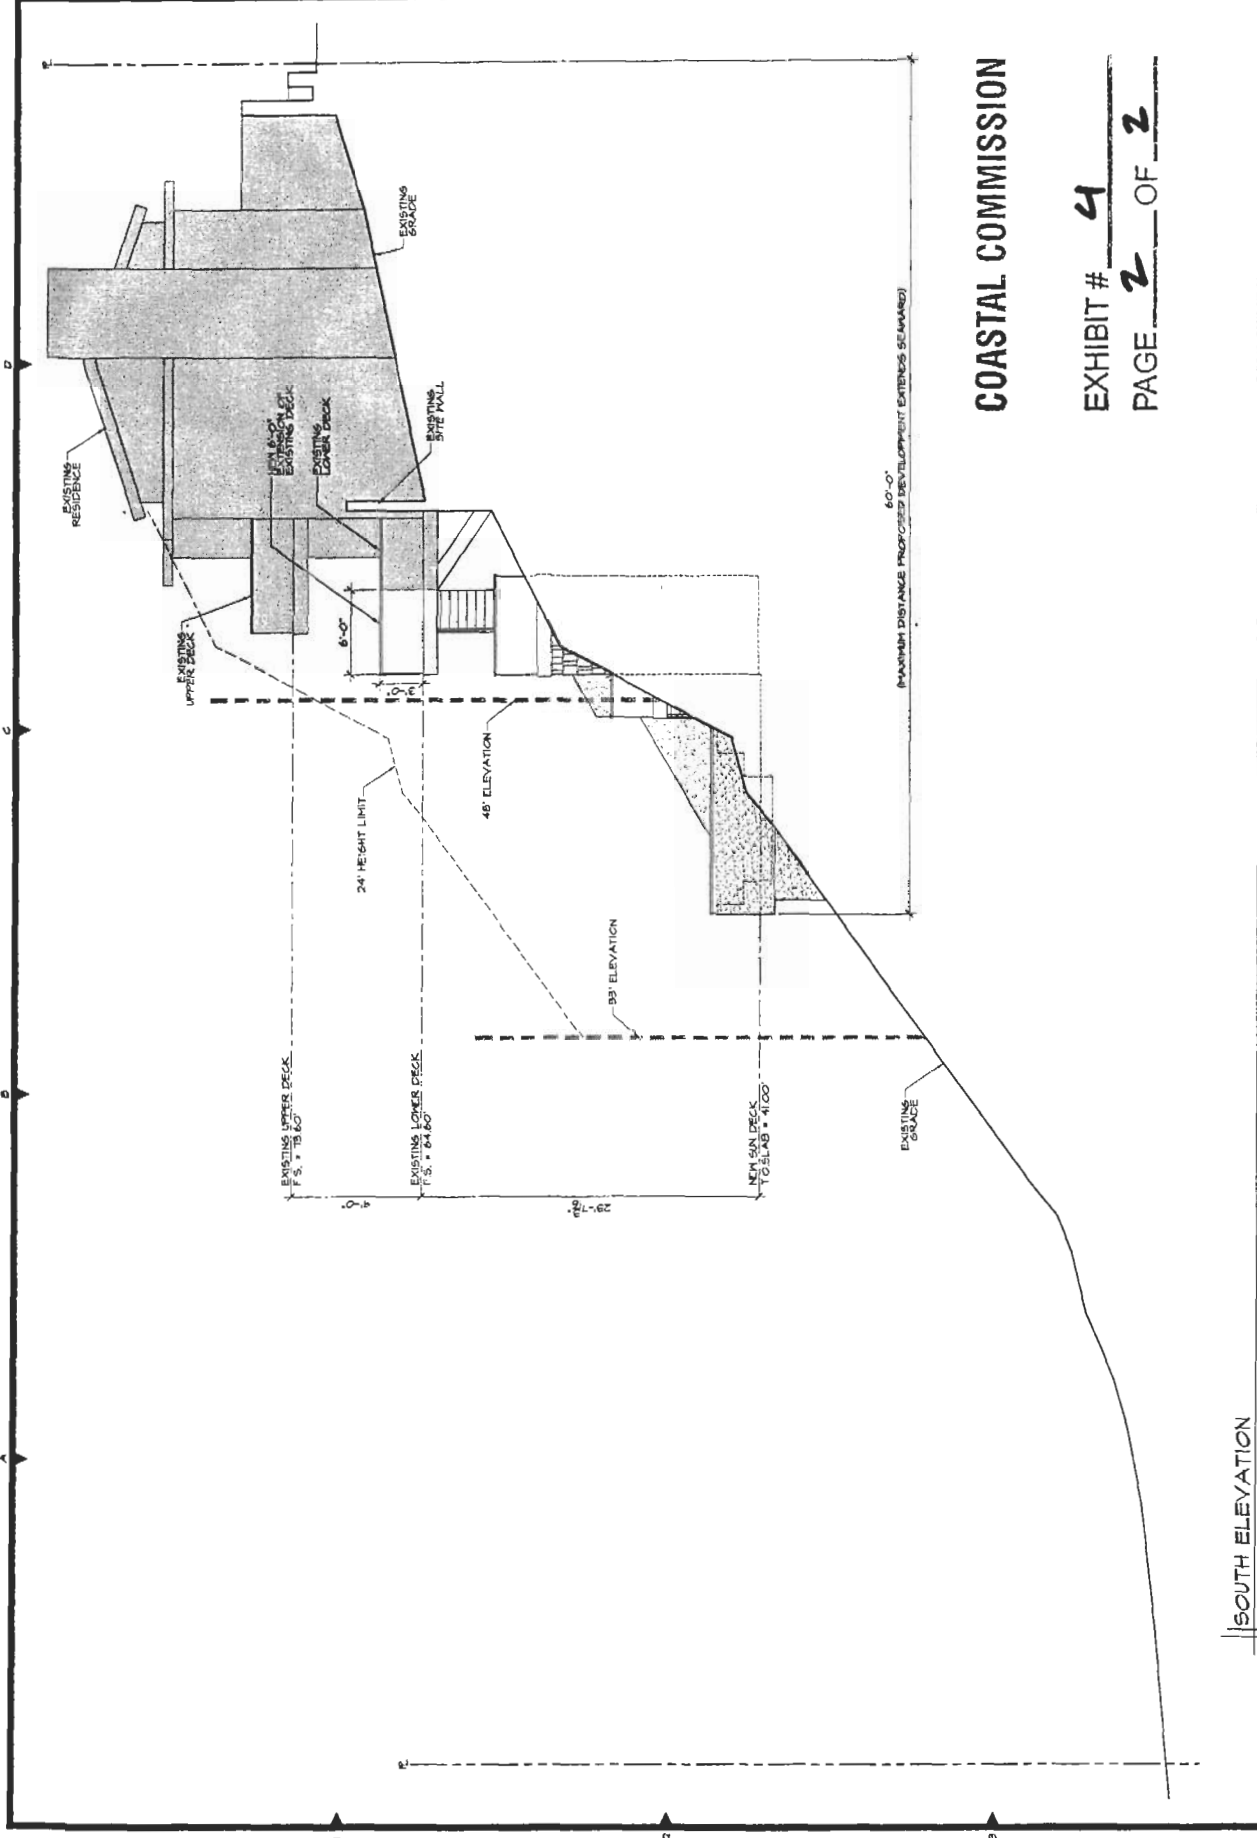 EXISTING
RESIDENCE
EXISTING
UPPER DECK
NEW 6'-0"
EXTENSION OF
EXISTING DECK
EXISTING
LOWER DECK
EXISTING
GRADE
EXISTING
SITE WALL
6'-0"
3'-0"
24' HEIGHT LIMIT
48' ELEVATION
33' ELEVATION
EXISTING UPPER DECK
F.S. = 73.60'
EXISTING LOWER DECK
F.S. = 64.60'
NEW SUN DECK
T.O.SLAB = 41.00'
9'-0"
EXISTING
GRADE
60'-0"
(MAXIMUM DISTANCE PROPOSED DEVELOPMENT EXTENDS SEAWARD)
COASTAL COMMISSION
EXHIBIT # 4
PAGE 2 OF 2
SOUTH ELEVATION
A
B
C
D